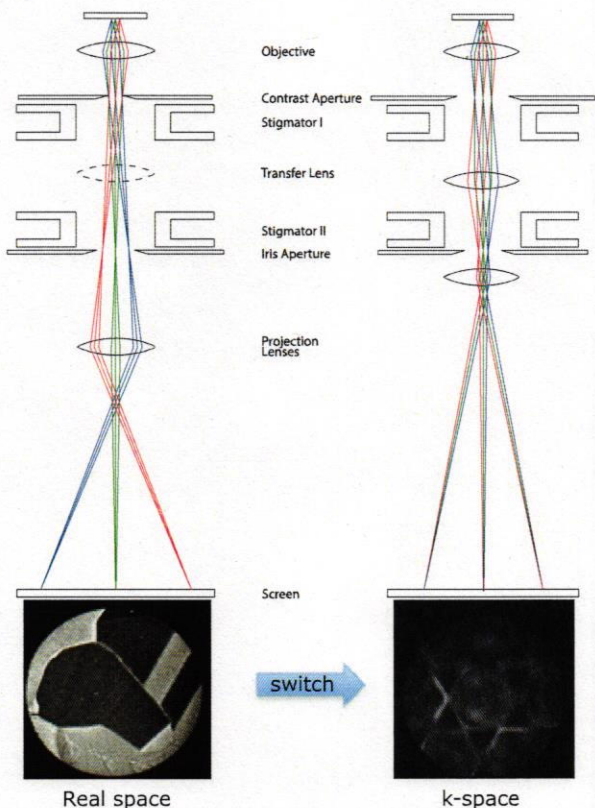 Objective
Contrast Aperture
Stigmator I
Transfer Lens
Stigmator II
Iris Aperture
Projection
Lenses
Screen
switch
Real space
k-space